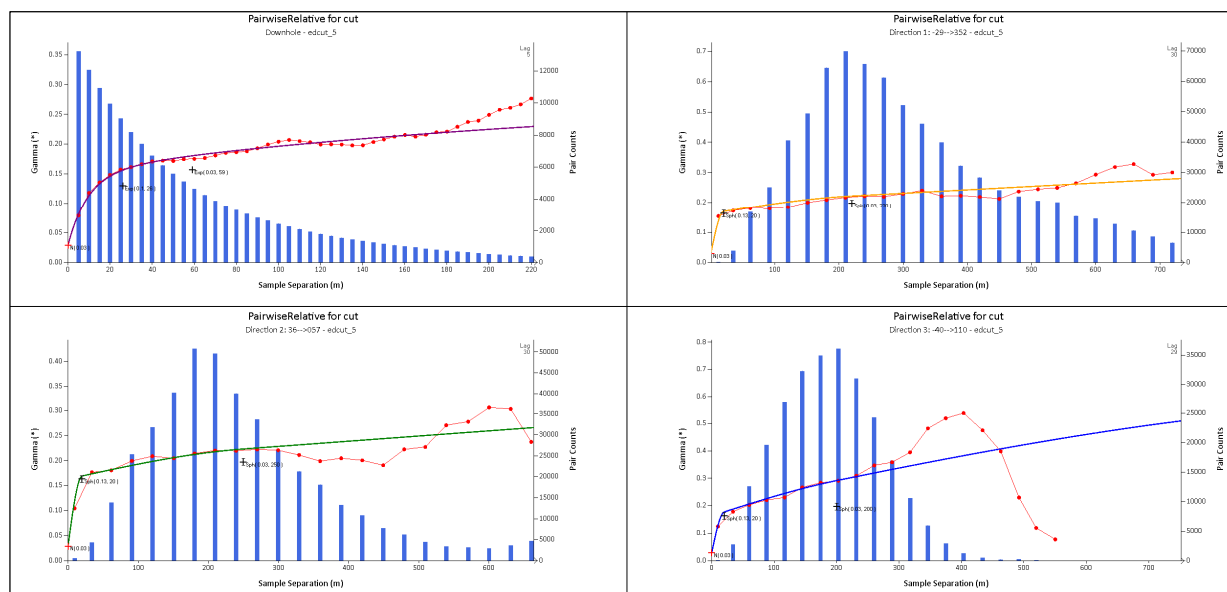 PairwiseRelative for cut
Downhole - edcut_5
Lag
5
Gamma (*)
0.35
0.30
0.25
0.20
0.15
0.10
0.05
0.00
N(0.03)
Exp(0.1, 26)
Exp(0.03, 59)
12000
10000
8000
6000
4000
2000
0
Pair Counts
0 20 40 60 80 100 120 140 160 180 200 220
Sample Separation (m)
PairwiseRelative for cut
Direction 1: -29-->352 - edcut_5
Lag
30
Gamma (*)
0.7
0.6
0.5
0.4
0.3
0.2
0.1
0.0
N(0.03)
Sph(0.13, 20)
70000
60000
50000
40000
30000
20000
10000
0
Pair Counts
100 200 300 400 500 600 700
Sample Separation (m)
PairwiseRelative for cut
Direction 2: 36-->057 - edcut_5
Lag
30
Gamma (*)
0.40
0.35
0.30
0.25
0.20
0.15
0.10
0.05
0.00
N(0.03)
Sph(0.13, 20)
Sph(0.03, 250)
50000
45000
40000
35000
30000
25000
20000
15000
10000
5000
0
Pair Counts
0 100 200 300 400 500 600
Sample Separation (m)
PairwiseRelative for cut
Direction 3: -40-->110 - edcut_5
Lag
29
Gamma (*)
0.8
0.7
0.6
0.5
0.4
0.3
0.2
0.1
0.0
N(0.03)
Sph(0.13, 20)
Sph(0.03, 200)
35000
30000
25000
20000
15000
10000
5000
0
Pair Counts
0 100 200 300 400 500 600 700
Sample Separation (m)